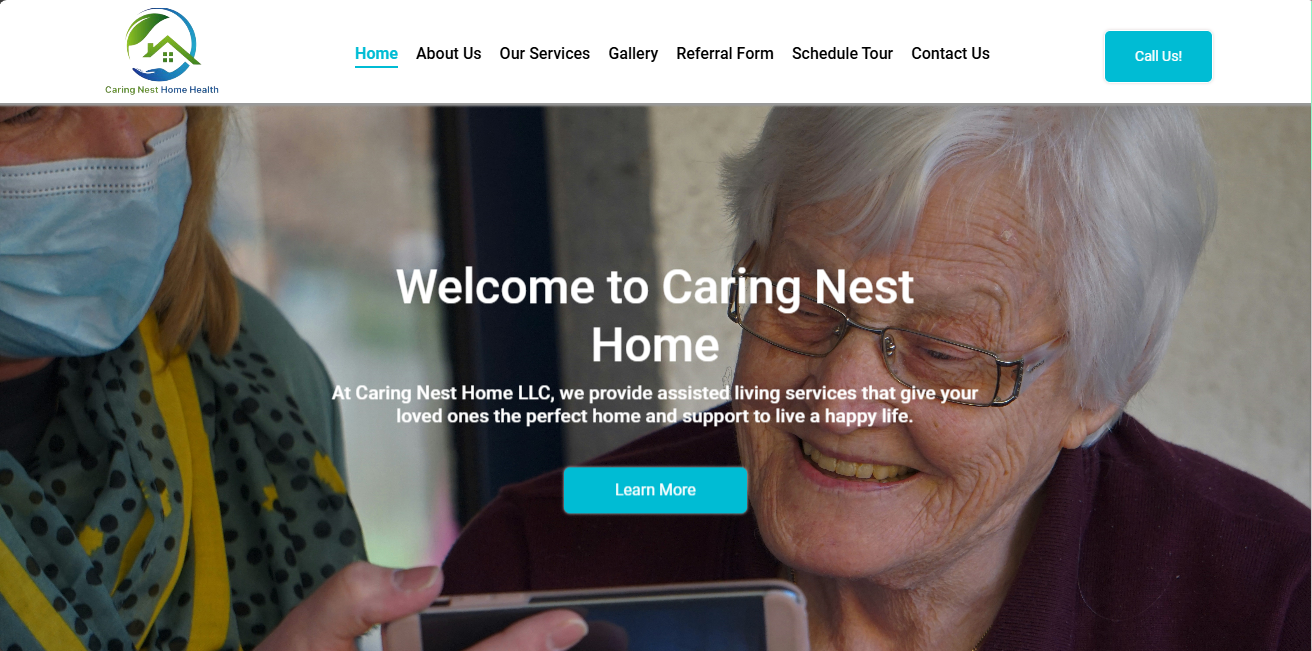 Caring Nest Home Health
Home About Us Our Services Gallery Referral Form Schedule Tour Contact Us
Call Us!
Welcome to Caring Nest
Home
At Caring Nest Home LLC, we provide assisted living services that give your
loved ones the perfect home and support to live a happy life.
Learn More